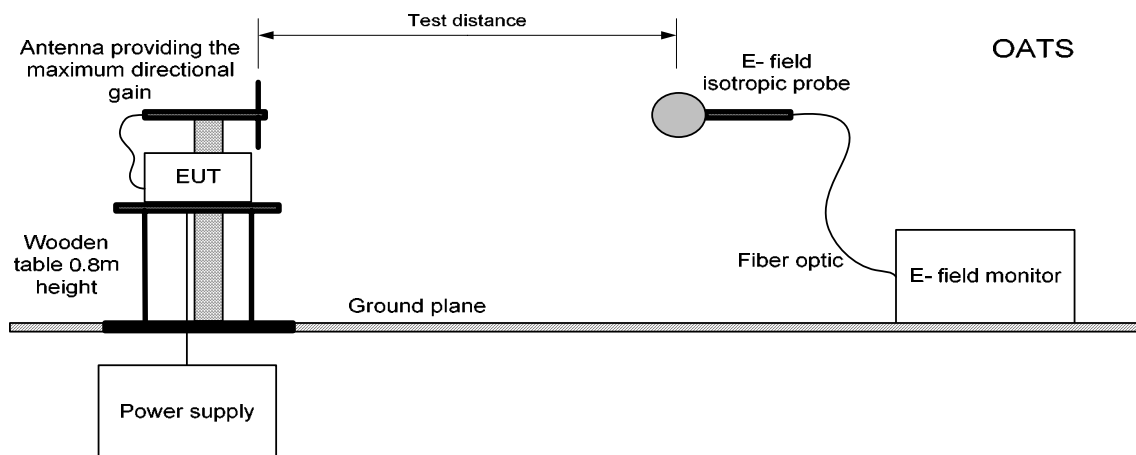 Test distance
OATS
Antenna providing the
maximum directional
gain
E- field
isotropic probe
EUT
Wooden
table 0.8m
height
Fiber optic
E- field monitor
Ground plane
Power supply